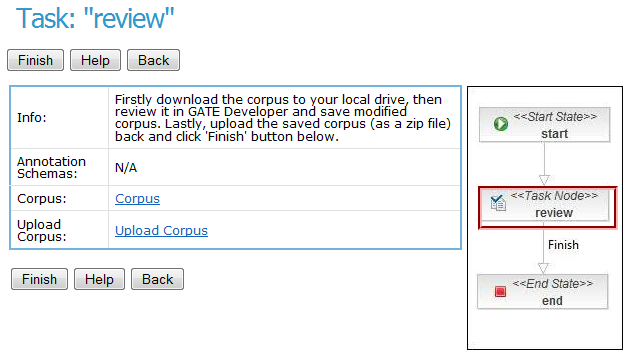 Task: "review"
Finish Help Back
Info:
Firstly download the corpus to your local drive, then
review it in GATE Developer and save modified
corpus. Lastly, upload the saved corpus (as a zip file)
back and click 'Finish' button below.
Annotation
Schemas:
N/A
Corpus:
Corpus
Upload
Corpus:
Upload Corpus
Finish Help Back
<<Start State>>
start
<<Task Node>>
review
Finish
<<End State>>
end